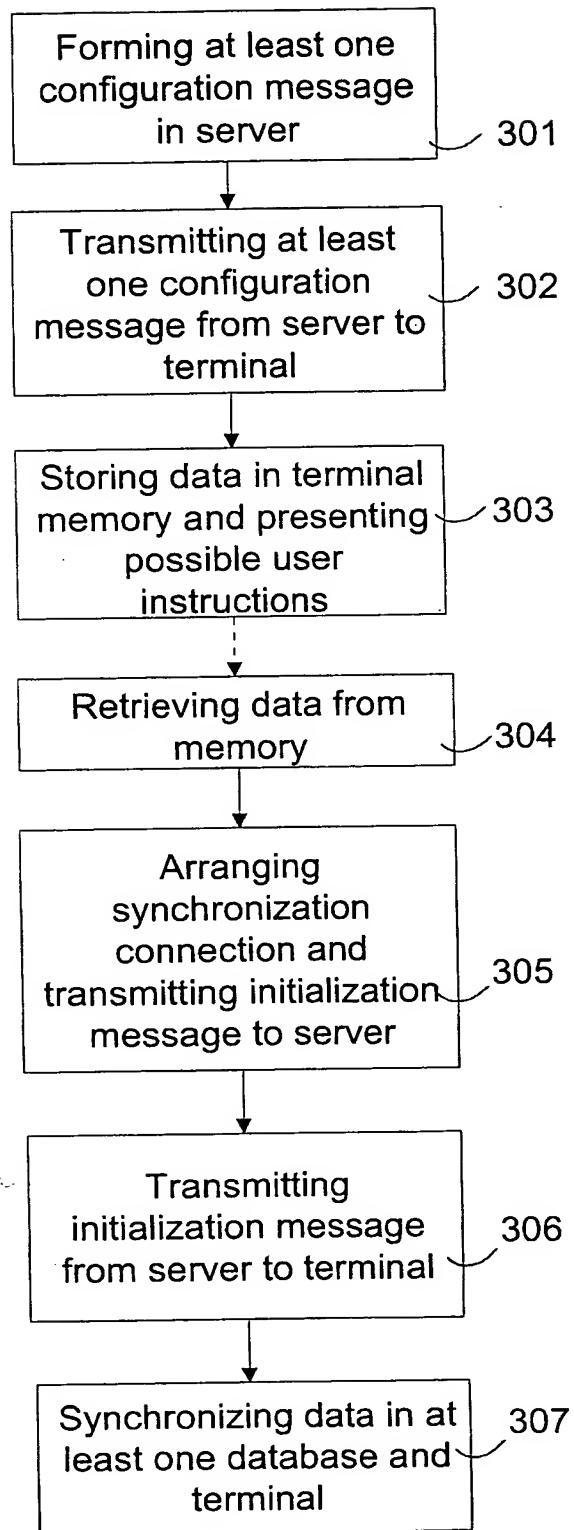 Forming at least one
configuration message
in server
301
Transmitting at least
one configuration
message from server to
terminal
302
Storing data in terminal
memory and presenting
possible user
instructions
303
Retrieving data from
memory
304
Arranging
synchronization
connection and
transmitting initialization
message to server
305
Transmitting
initialization message
from server to terminal
306
Synchronizing data in at
least one database and
terminal
307